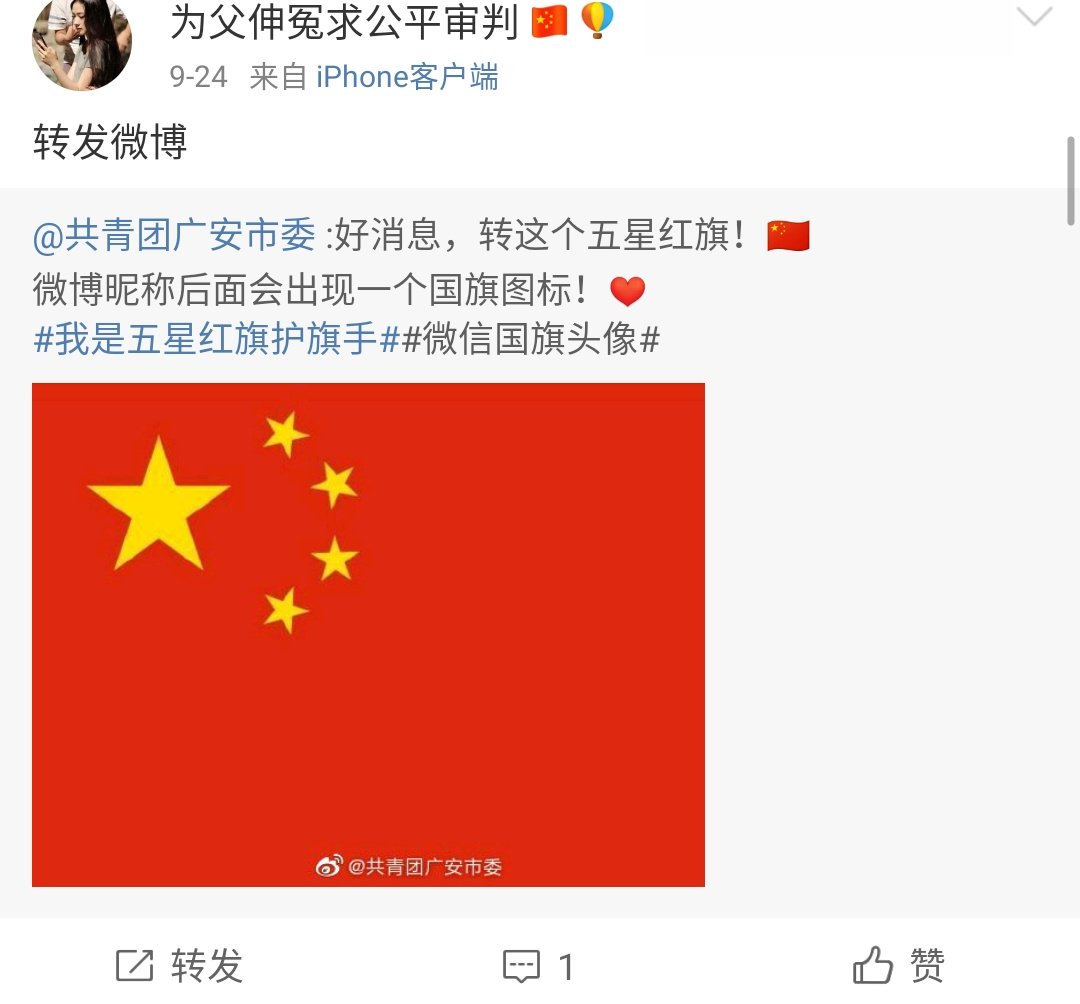 为父伸冤求公平审判
9-24 来自 iPhone客户端
转发微博
@共青团广安市委 :好消息，转这个五星红旗！
微博昵称后面会出现一个国旗图标！
#我是五星红旗护旗手##微信国旗头像#
@共青团广安市委
转发 1 赞